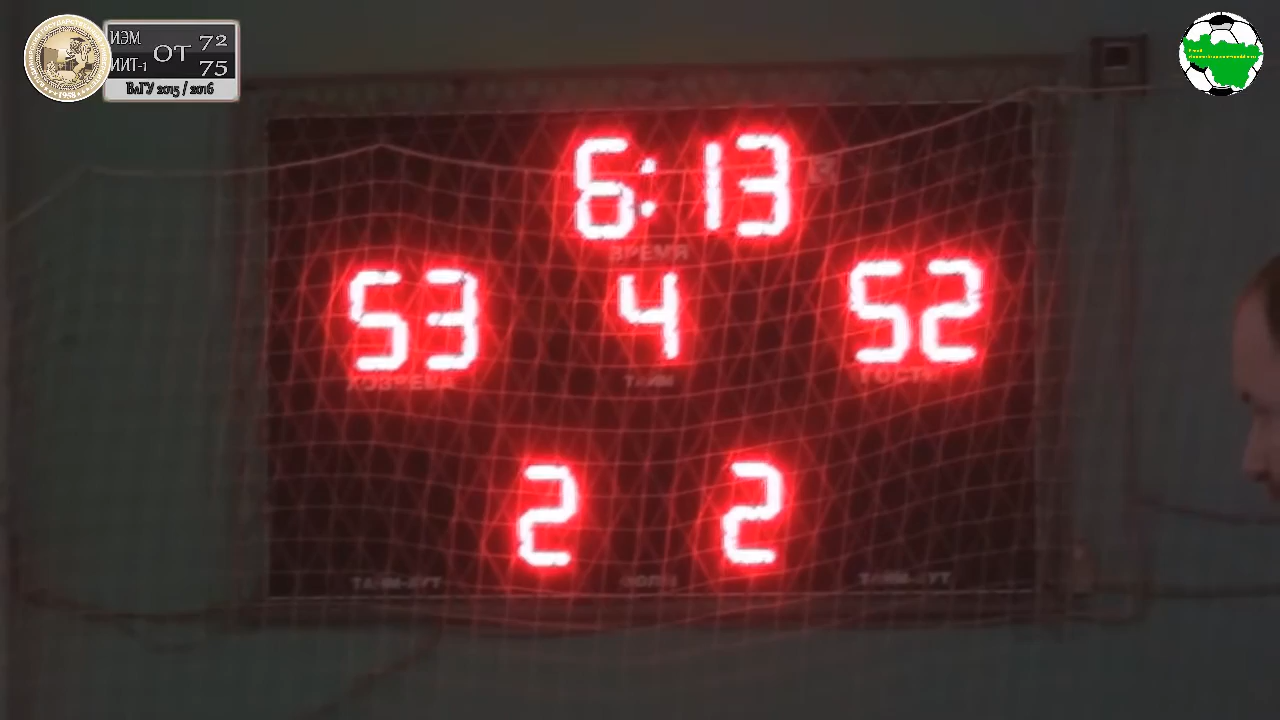 ИЭМ ОТ 72
ИИТ-1 75
ВлГУ 2015 / 2016
6:13
ВРЕМЯ
53 4 52
ХОЗЯЕВА ТАЙМ ГОСТИ
2 2
ТАЙМ-АУТ ФОЛЫ ТАЙМ-АУТ